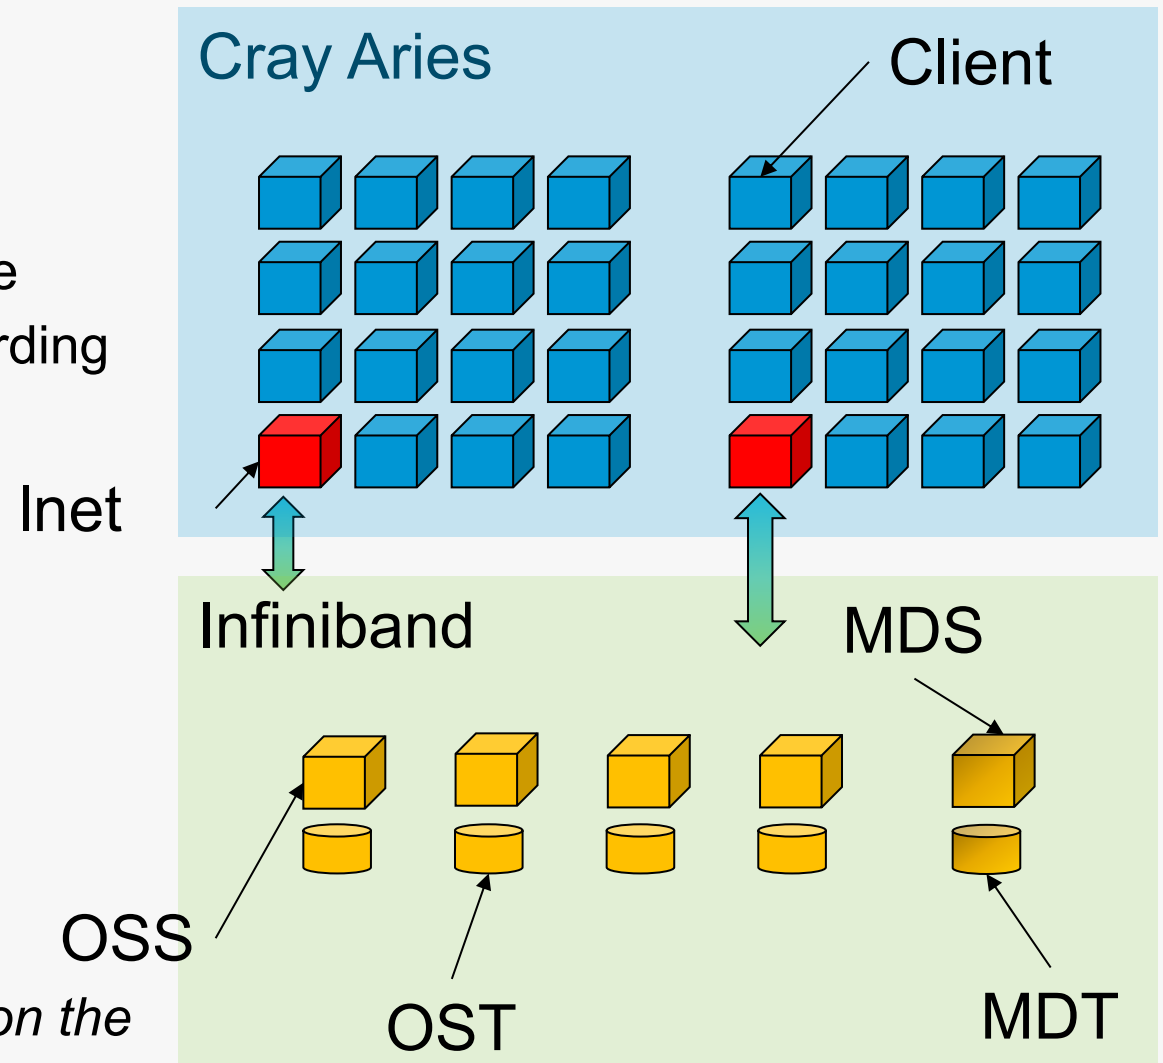 Cray Aries
Client
e
rding
Inet
Infiniband
MDS
OSS
on the
OST
MDT